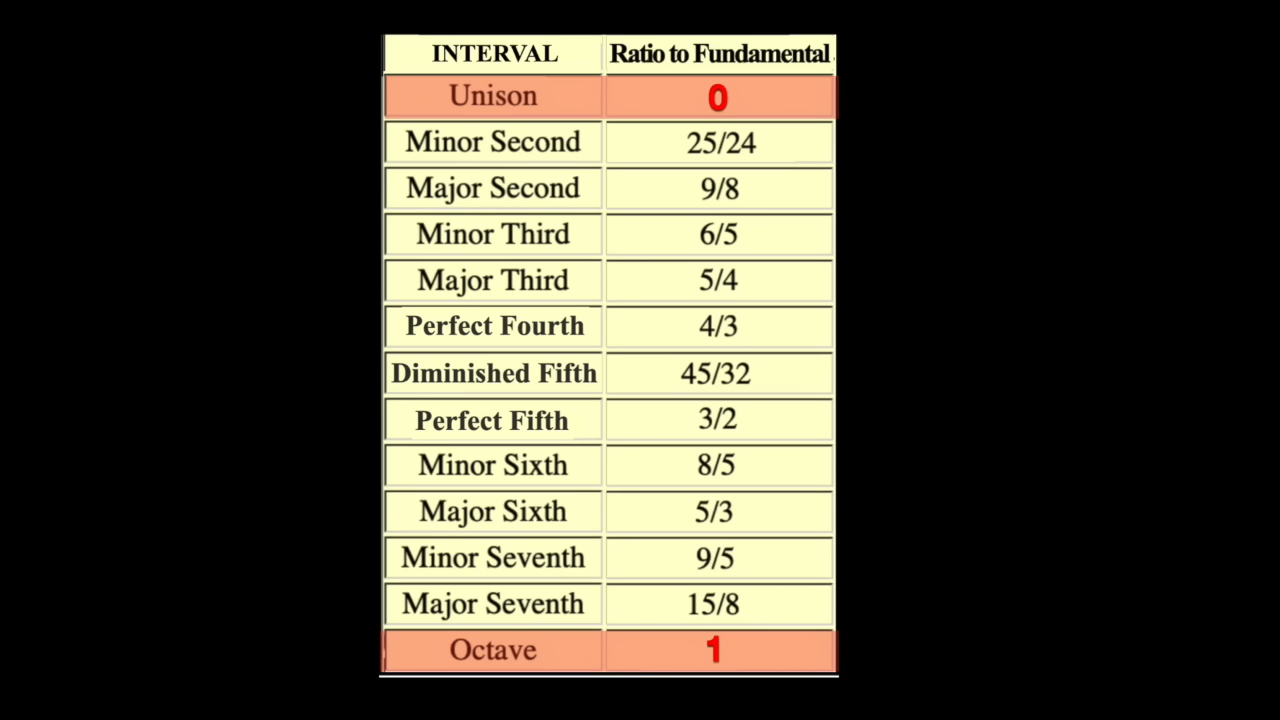 INTERVAL Ratio to Fundamental
Unison 0
Minor Second 25/24
Major Second 9/8
Minor Third 6/5
Major Third 5/4
Perfect Fourth 4/3
Diminished Fifth 45/32
Perfect Fifth 3/2
Minor Sixth 8/5
Major Sixth 5/3
Minor Seventh 9/5
Major Seventh 15/8
Octave 1